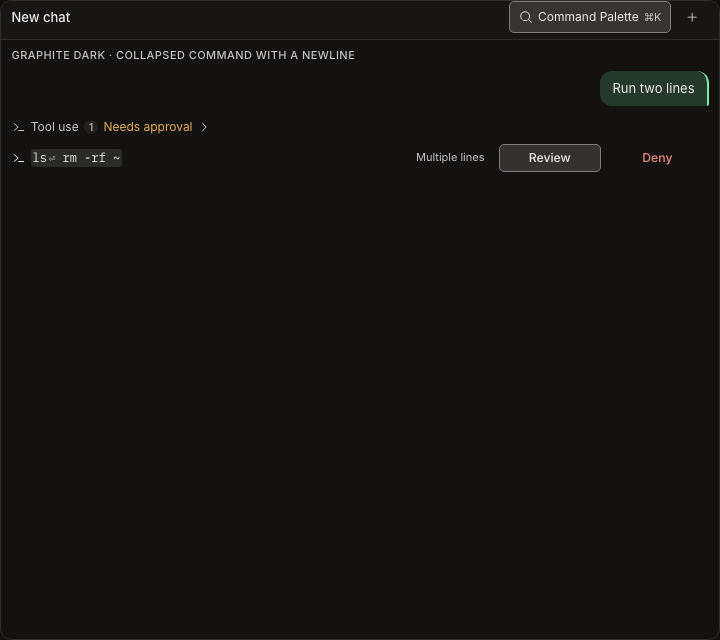 New chat
Command Palette ⌘K
GRAPHITE DARK · COLLAPSED COMMAND WITH A NEWLINE
Run two lines
Tool use 1 Needs approval
ls⏎ rm -rf ~ Multiple lines Review Deny